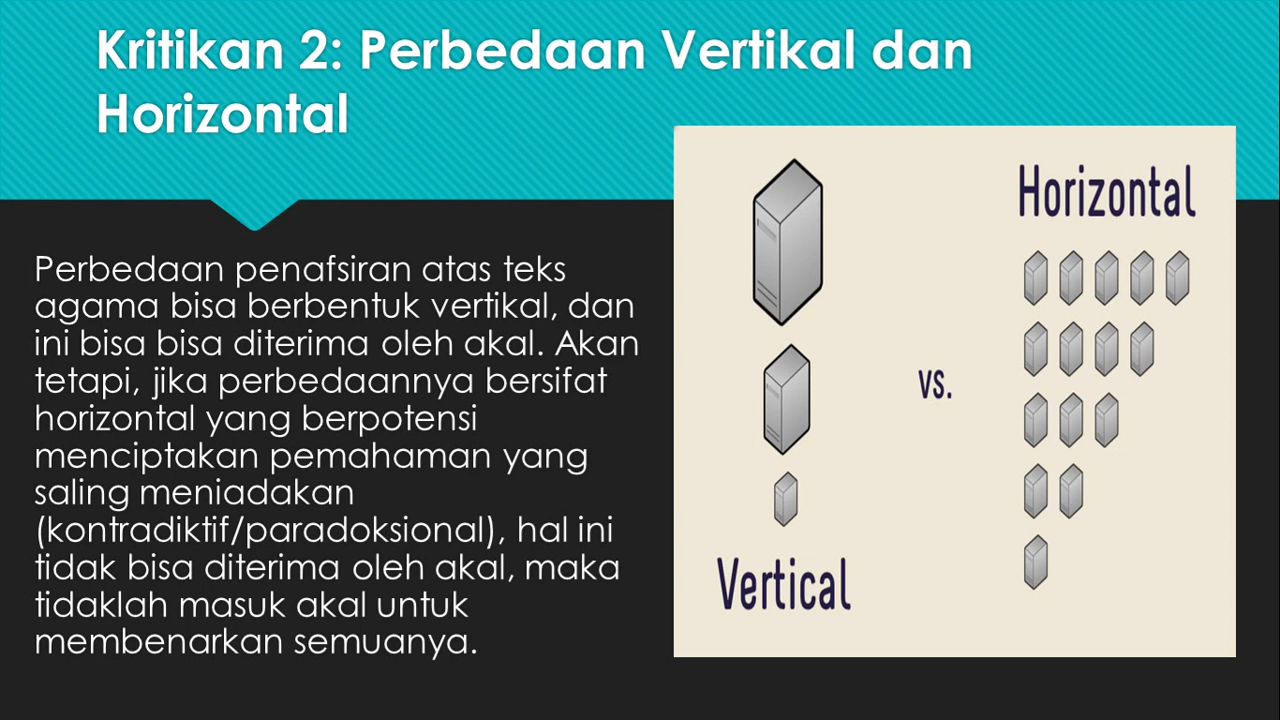 Kritikan 2: Perbedaan Vertikal dan
Horizontal
Perbedaan penafsiran atas teks
agama bisa berbentuk vertikal, dan
ini bisa bisa diterima oleh akal. Akan
tetapi, jika perbedaannya bersifat
horizontal yang berpotensi
menciptakan pemahaman yang
saling meniadakan
(kontradiktif/paradoksional), hal ini
tidak bisa diterima oleh akal, maka
tidaklah masuk akal untuk
membenarkan semuanya.
Horizontal
vs.
Vertical